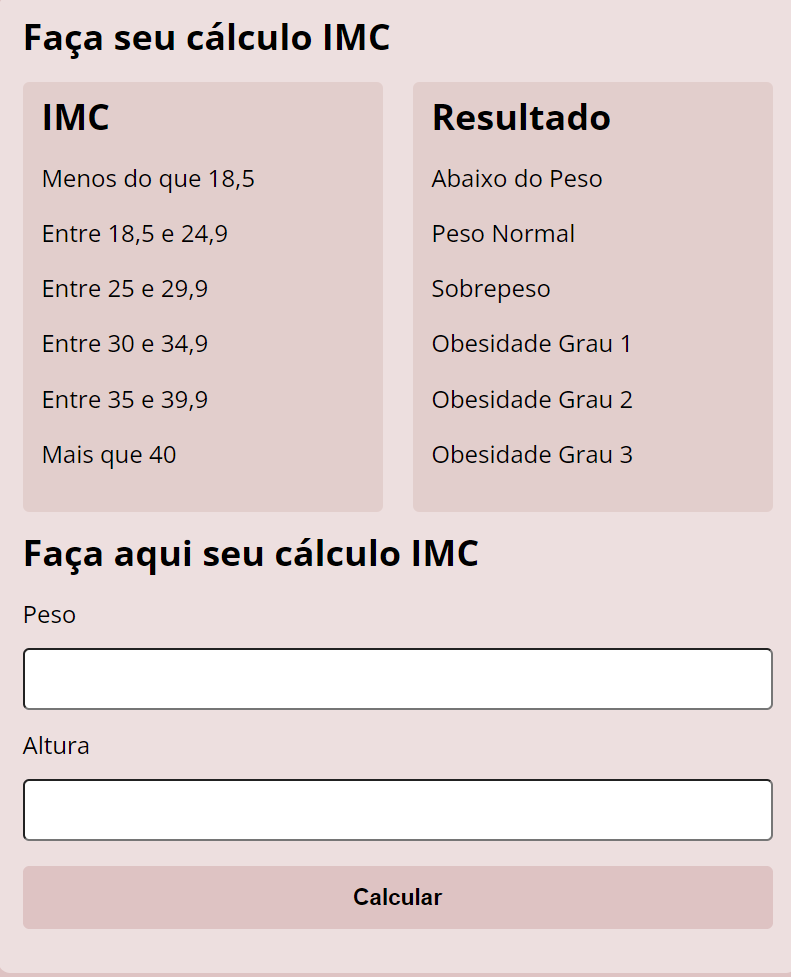 Faça seu cálculo IMC
IMC
Menos do que 18,5
Entre 18,5 e 24,9
Entre 25 e 29,9
Entre 30 e 34,9
Entre 35 e 39,9
Mais que 40
Resultado
Abaixo do Peso
Peso Normal
Sobrepeso
Obesidade Grau 1
Obesidade Grau 2
Obesidade Grau 3
Faça aqui seu cálculo IMC
Peso
Altura
Calcular